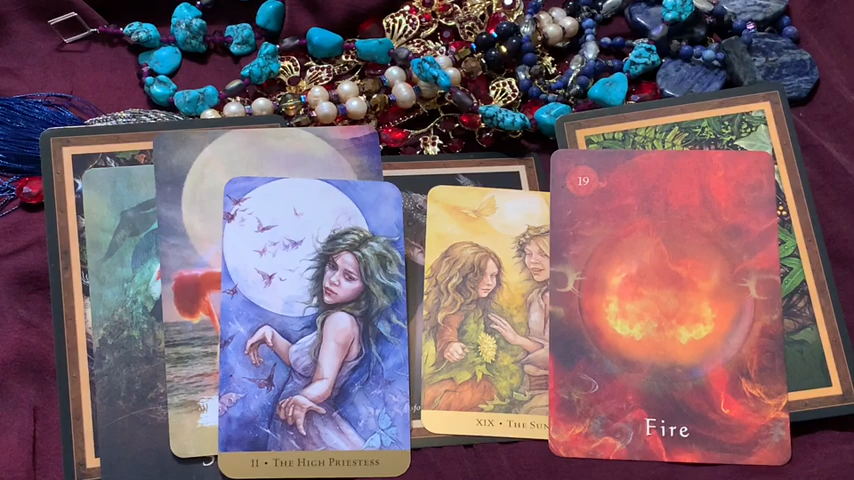 19
II • THE HIGH PRIESTESS
XIX • THE SUN
Fire